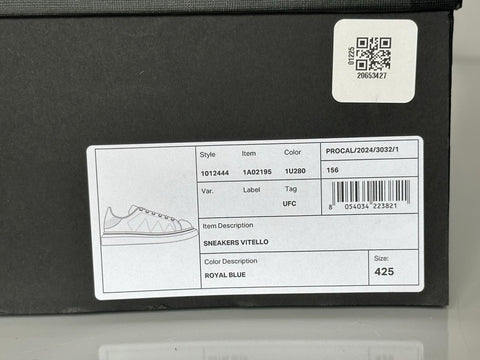 01225
20653427
Style Item Color PROCAL/2024/3032/1
1012444 1A02195 1U280 156
Var. Label Tag
UFC
8 054034 223821
Item Description
SNEAKERS VITELLO
Color Description Size:
ROYAL BLUE 425